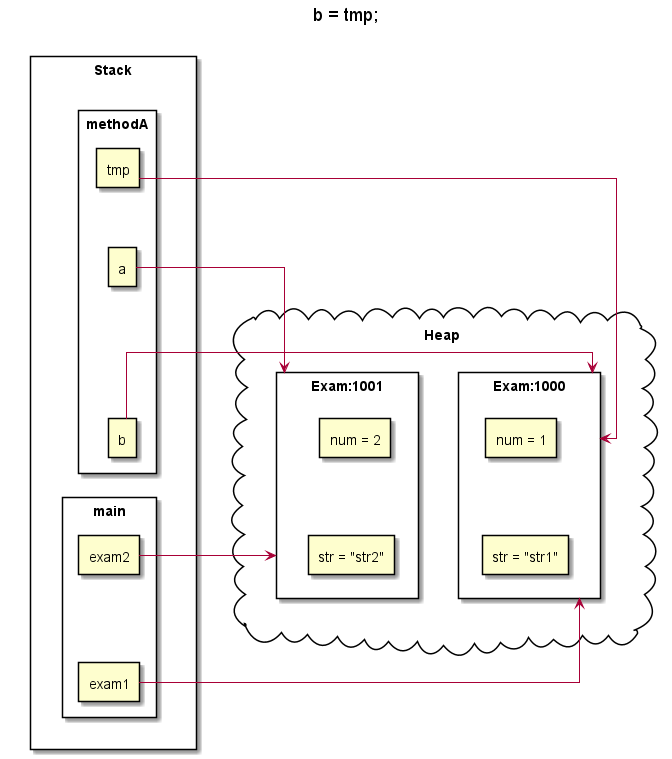 b = tmp;
Stack
methodA
tmp
a
b
main
exam2
exam1
Heap
Exam:1001
num = 2
str = "str2"
Exam:1000
num = 1
str = "str1"